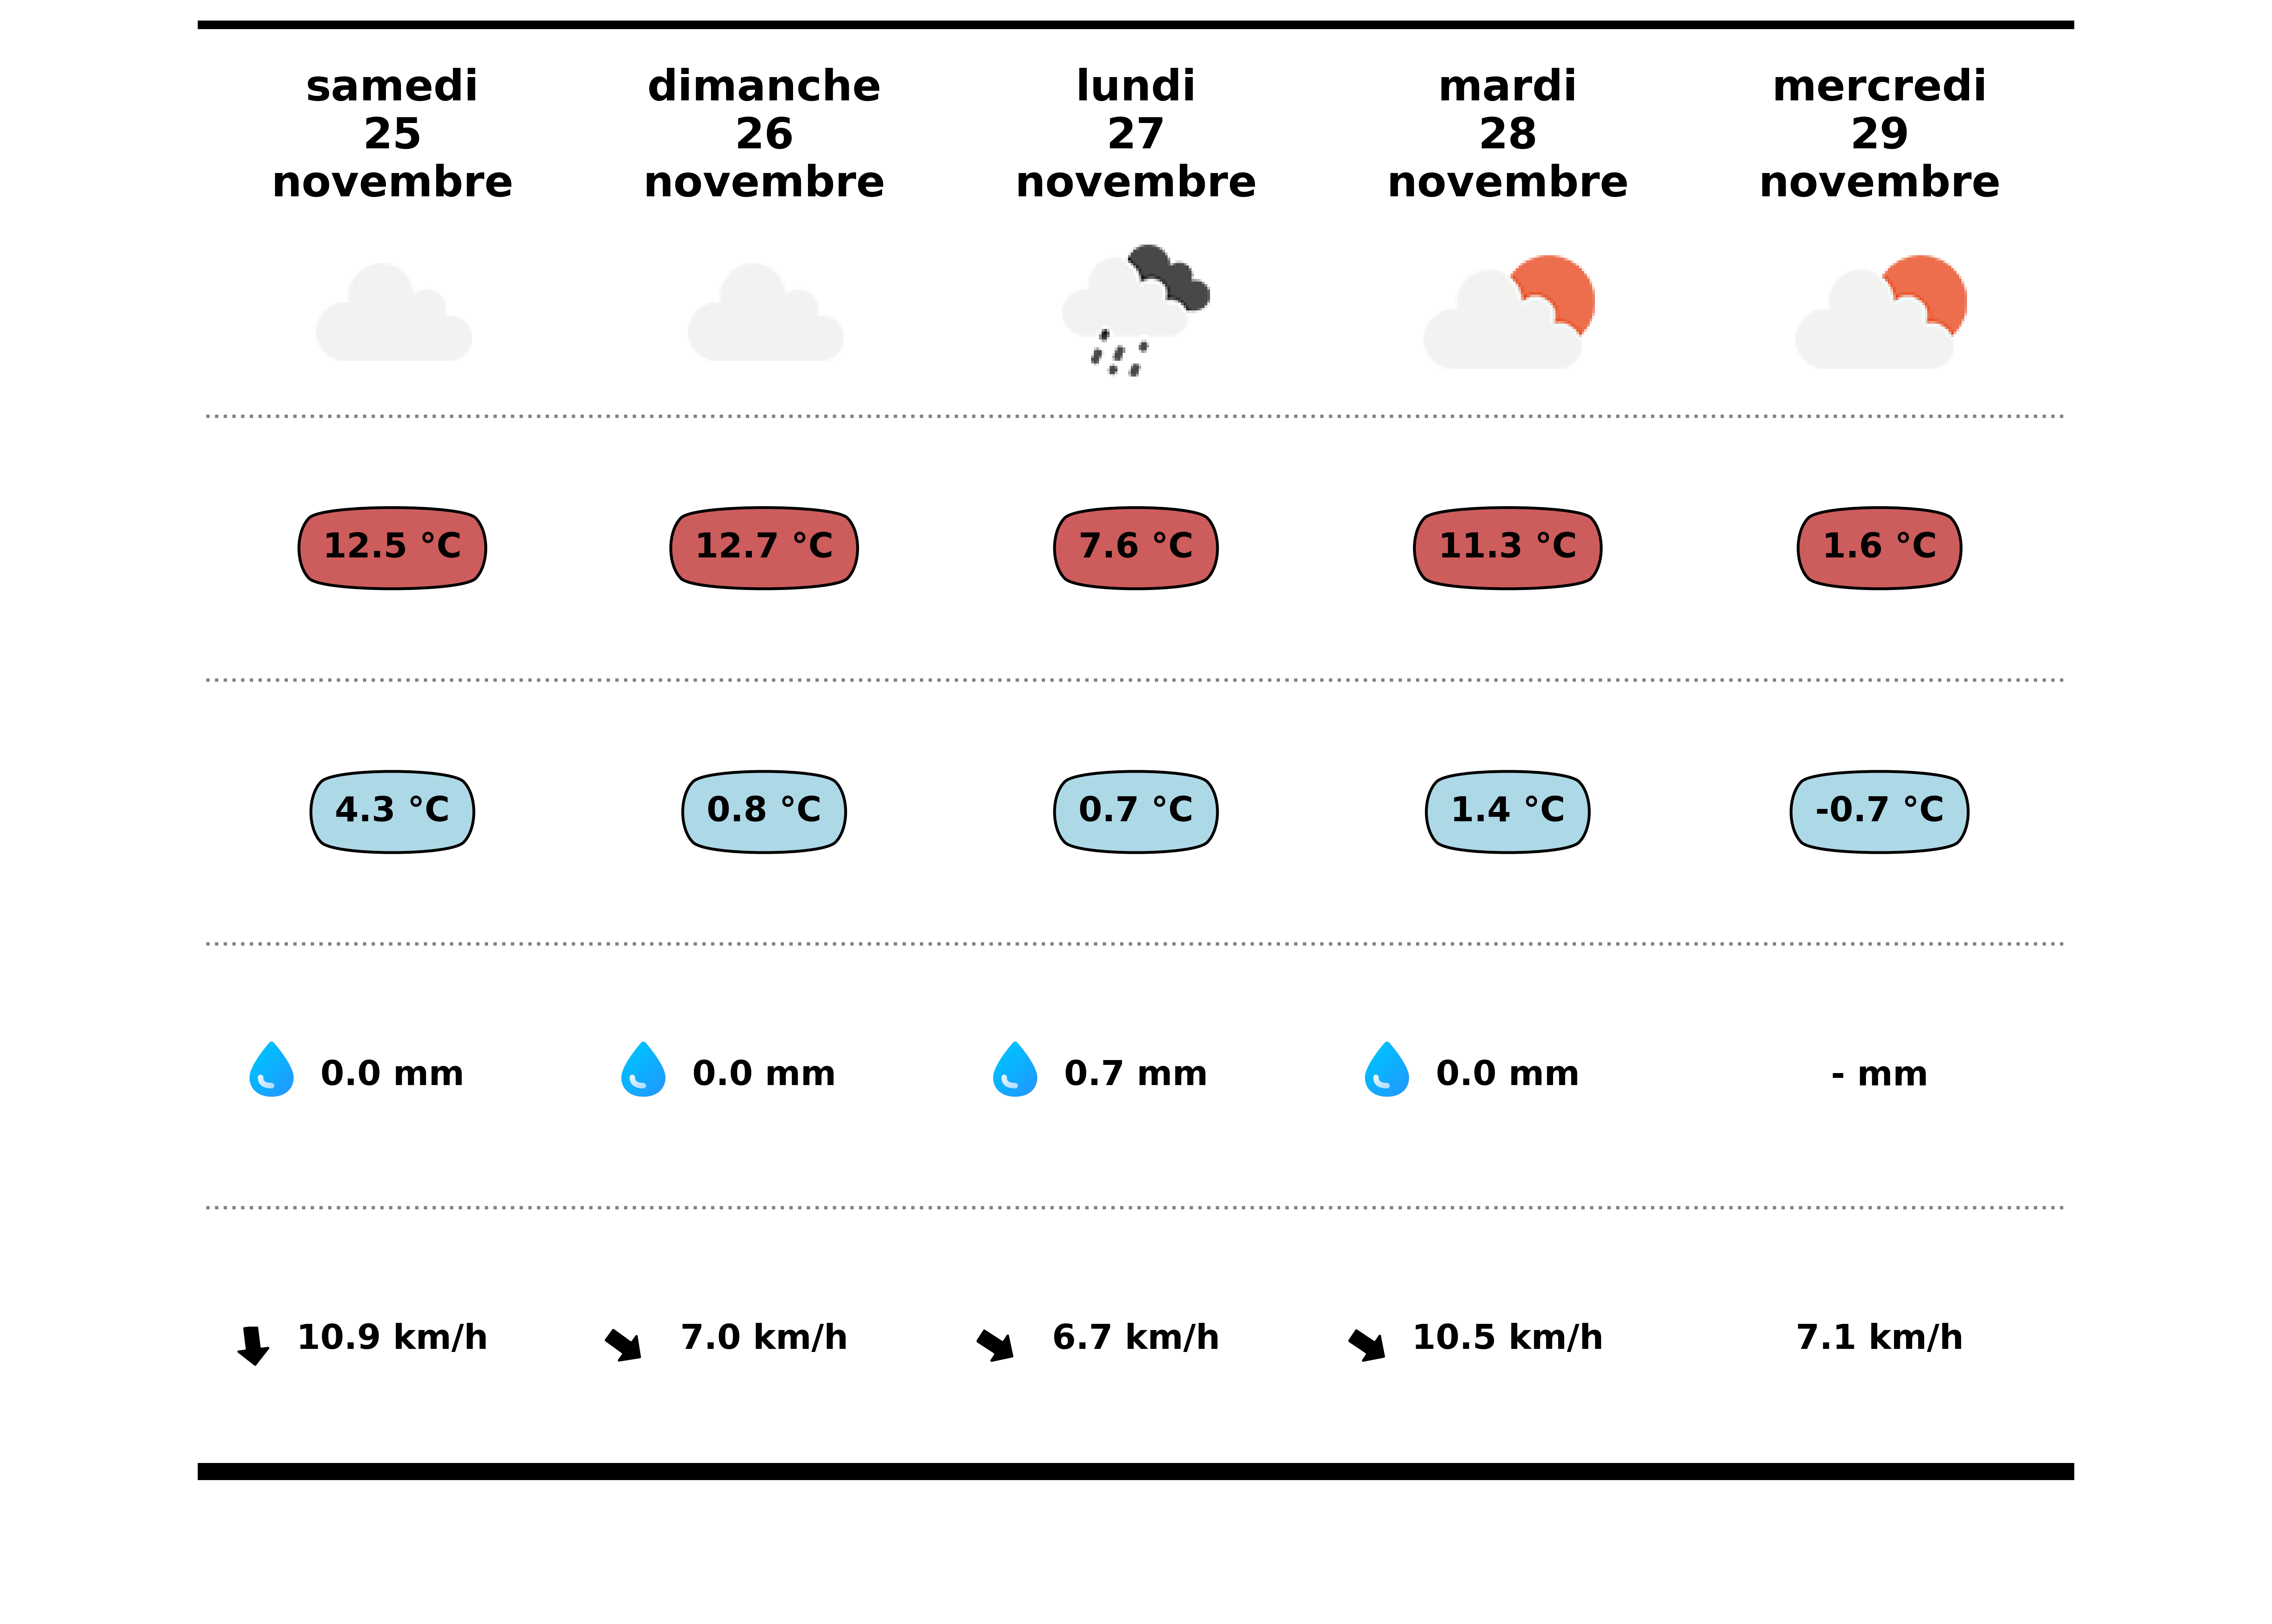 samedi
25
novembre
dimanche
26
novembre
lundi
27
novembre
mardi
28
novembre
mercredi
29
novembre
12.5 °C
12.7 °C
7.6 °C
11.3 °C
1.6 °C
4.3 °C
0.8 °C
0.7 °C
1.4 °C
-0.7 °C
0.0 mm
0.0 mm
0.7 mm
0.0 mm
- mm
10.9 km/h
7.0 km/h
6.7 km/h
10.5 km/h
7.1 km/h